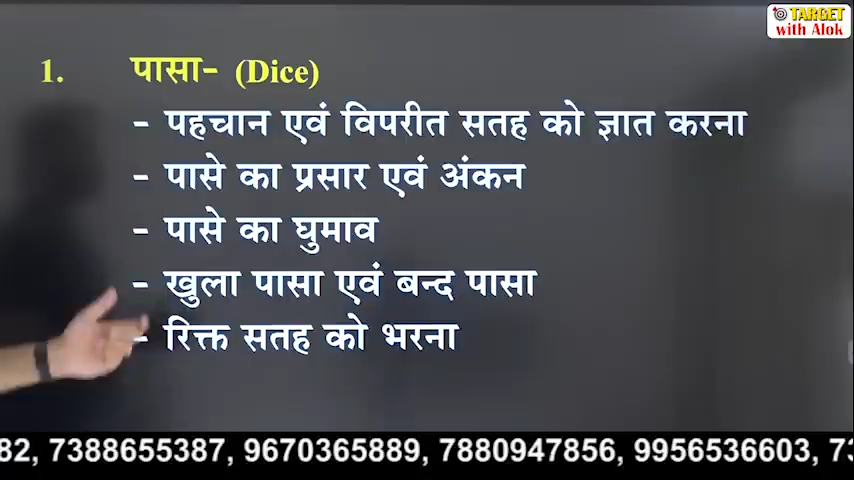 TARGET
with Alok
1. पासा- (Dice)
- पहचान एवं विपरीत सतह को ज्ञात करना
- पासे का प्रसार एवं अंकन
- पासे का घुमाव
- खुला पासा एवं बन्द पासा
- रिक्त सतह को भरना
82, 7388655387, 9670365889, 7880947856, 9956536603, 73